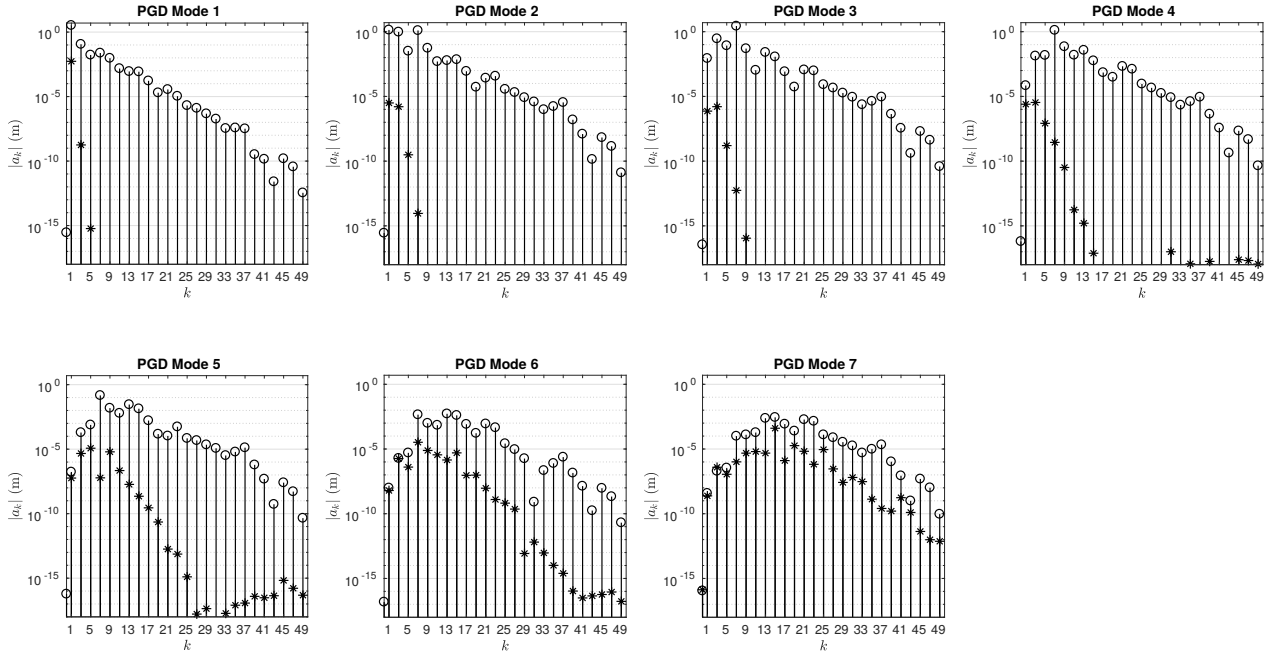 PGD Mode 1
10^0
10^-5
10^-10
10^-15
|a_k| (m)
1 5 9 13 17 21 25 29 33 37 41 45 49
k
PGD Mode 2
10^0
10^-5
10^-10
10^-15
|a_k| (m)
1 5 9 13 17 21 25 29 33 37 41 45 49
k
PGD Mode 3
10^0
10^-5
10^-10
10^-15
|a_k| (m)
1 5 9 13 17 21 25 29 33 37 41 45 49
k
PGD Mode 4
10^0
10^-5
10^-10
10^-15
|a_k| (m)
1 5 9 13 17 21 25 29 33 37 41 45 49
k
PGD Mode 5
10^0
10^-5
10^-10
10^-15
|a_k| (m)
1 5 9 13 17 21 25 29 33 37 41 45 49
k
PGD Mode 6
10^0
10^-5
10^-10
10^-15
|a_k| (m)
1 5 9 13 17 21 25 29 33 37 41 45 49
k
PGD Mode 7
10^0
10^-5
10^-10
10^-15
|a_k| (m)
1 5 9 13 17 21 25 29 33 37 41 45 49
k